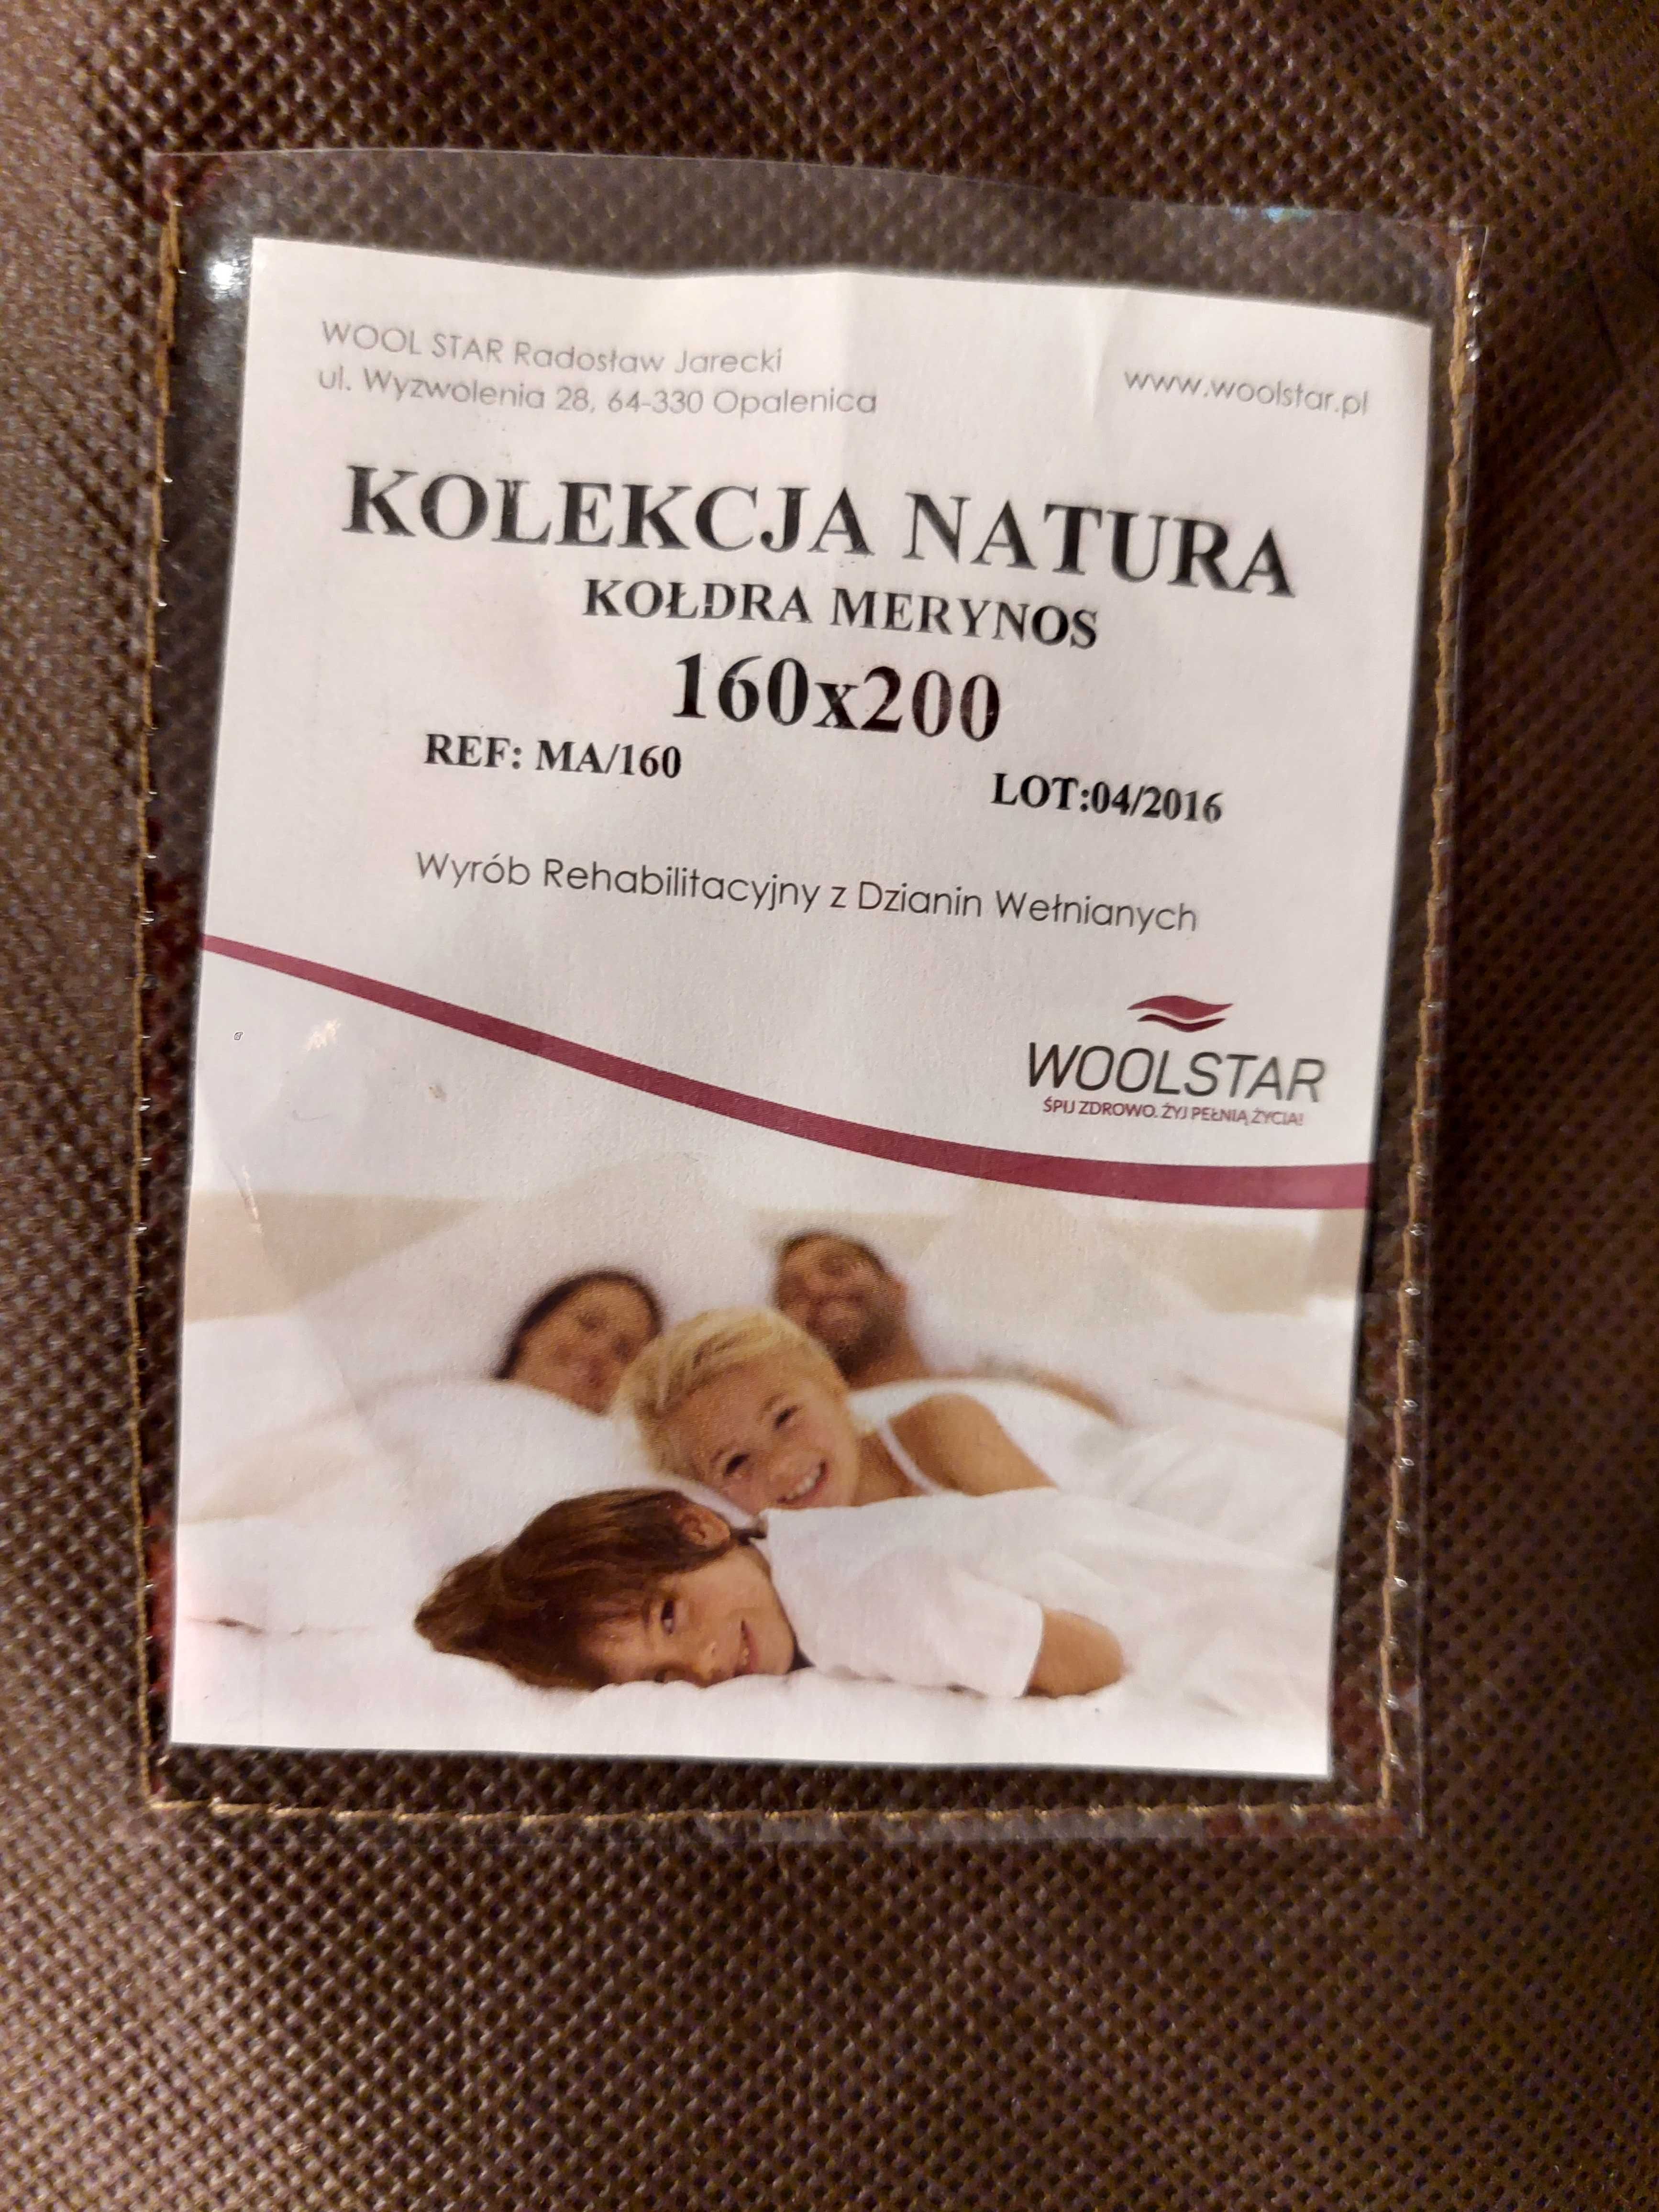 WOOL STAR Radosław Jarecki
ul. Wyzwolenia 28, 64-330 Opalenica
www.woolstar.pl
KOLEKCJA NATURA
KOŁDRA MERYNOS
160x200
REF: MA/160
LOT:04/2016
Wyrób Rehabilitacyjny z Dzianin Wełnianych
WOOLSTAR
ŚPIJ ZDROWO. ŻYJ PEŁNIĄ ŻYCIA!